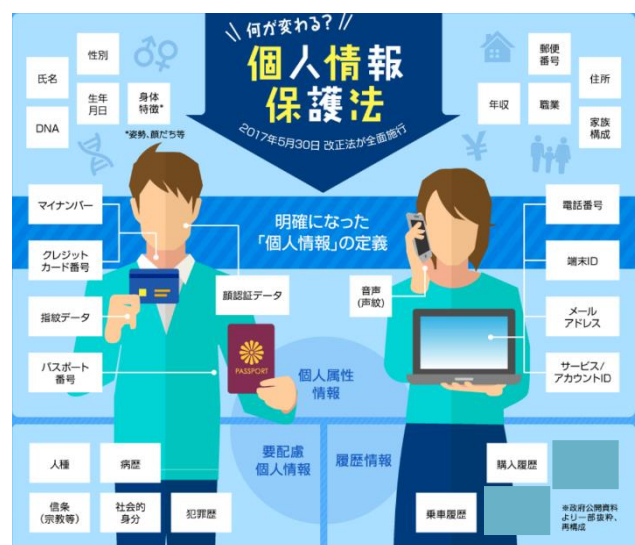 何が変わる?
個人情報
保護法
2017年5月30日 改正法が全面施行
性別
氏名
生年
月日
身体
特徴*
DNA
*姿勢、顔だち等
郵便
番号
住所
年収
職業
家族
構成
明確になった
「個人情報」の定義
マイナンバー
クレジット
カード番号
指紋データ
パスポート
番号
顔認証データ
PASSPORT
音声
(声紋)
電話番号
端末ID
メール
アドレス
サービス/
アカウントID
個人属性
情報
要配慮
個人情報
履歴情報
人種
病歴
信条
(宗教等)
社会的
身分
犯罪歴
購入履歴
乗車履歴
※政府公開資料
より一部抜粋、
再構成